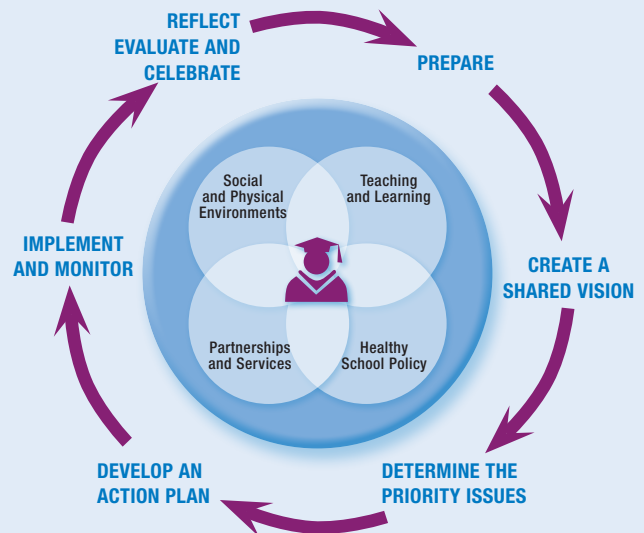 REFLECT
EVALUATE AND
CELEBRATE
PREPARE
CREATE A
SHARED VISION
DETERMINE THE
PRIORITY ISSUES
DEVELOP AN
ACTION PLAN
IMPLEMENT
AND MONITOR
Social
and Physical
Environments
Teaching
and Learning
Partnerships
and Services
Healthy
School Policy